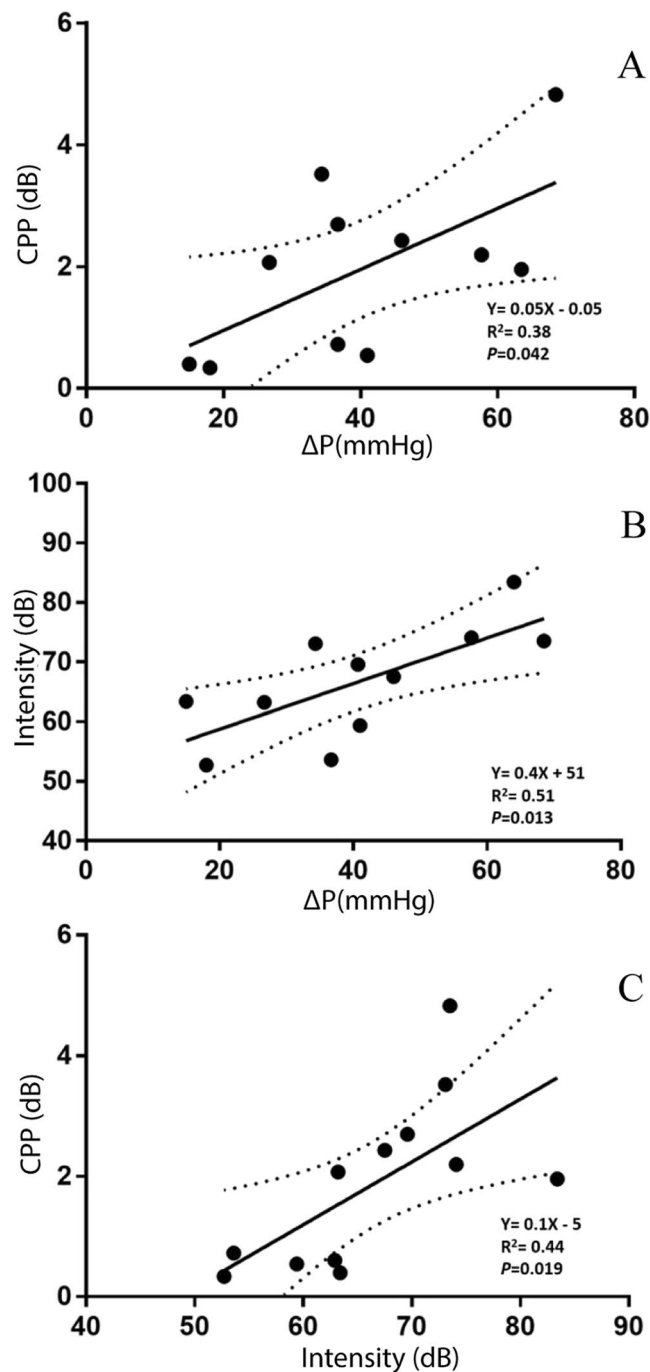 A
6
4
2
0
CPP (dB)
Y= 0.05X - 0.05
R²= 0.38
P=0.042
0 20 40 60 80
ΔP(mmHg)
B
100
90
80
70
60
50
40
Intensity (dB)
Y= 0.4X + 51
R²= 0.51
P=0.013
0 20 40 60 80
ΔP(mmHg)
C
6
4
2
0
CPP (dB)
Y= 0.1X - 5
R²= 0.44
P=0.019
40 50 60 70 80 90
Intensity (dB)